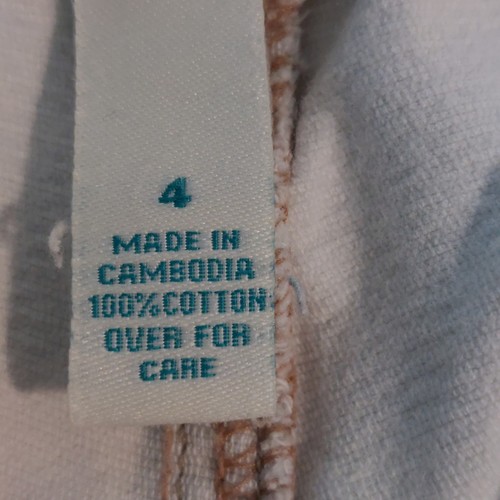 4
MADE IN
CAMBODIA
100%COTTON
OVER FOR
CARE